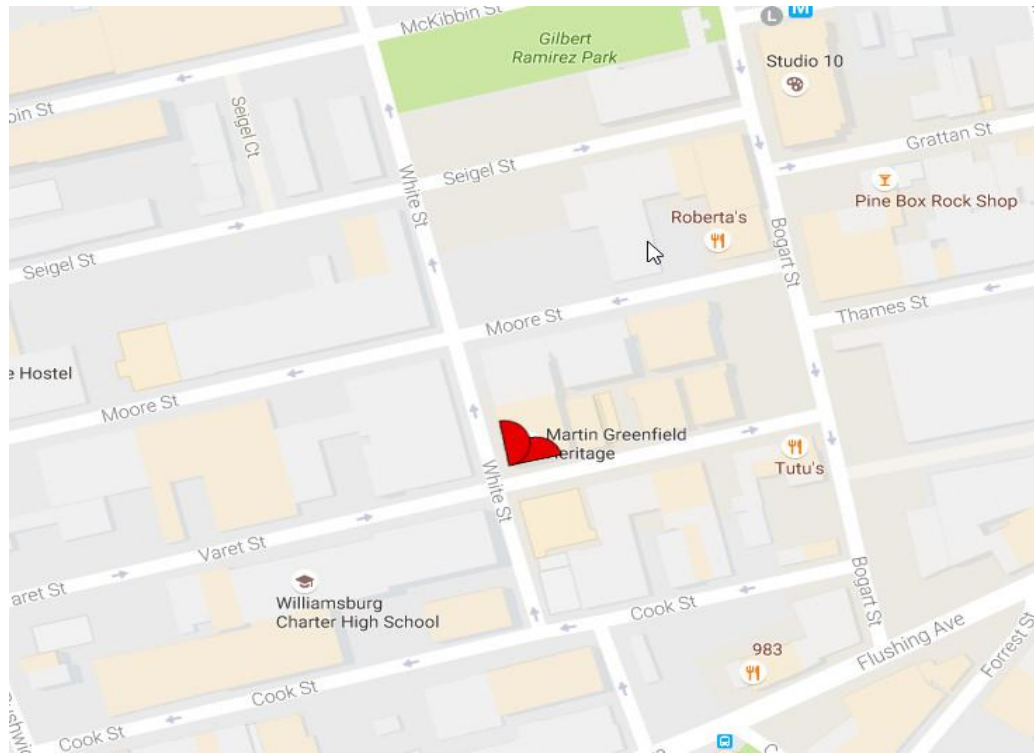 McKibbin St
Gilbert
Ramirez Park
L
M
Studio 10
bin St
Seigel Ct
Grattan St
White St
Seigel St
Pine Box Rock Shop
Roberta's
Bogart St
Seigel St
Moore St
Thames St
e Hostel
Moore St
Martin Greenfield
eritage
Tutu's
White St
Varet St
aret St
Williamsburg
Charter High School
Cook St
Bogart St
Flushing Ave
Forrest St
983
Cook St
Cook St